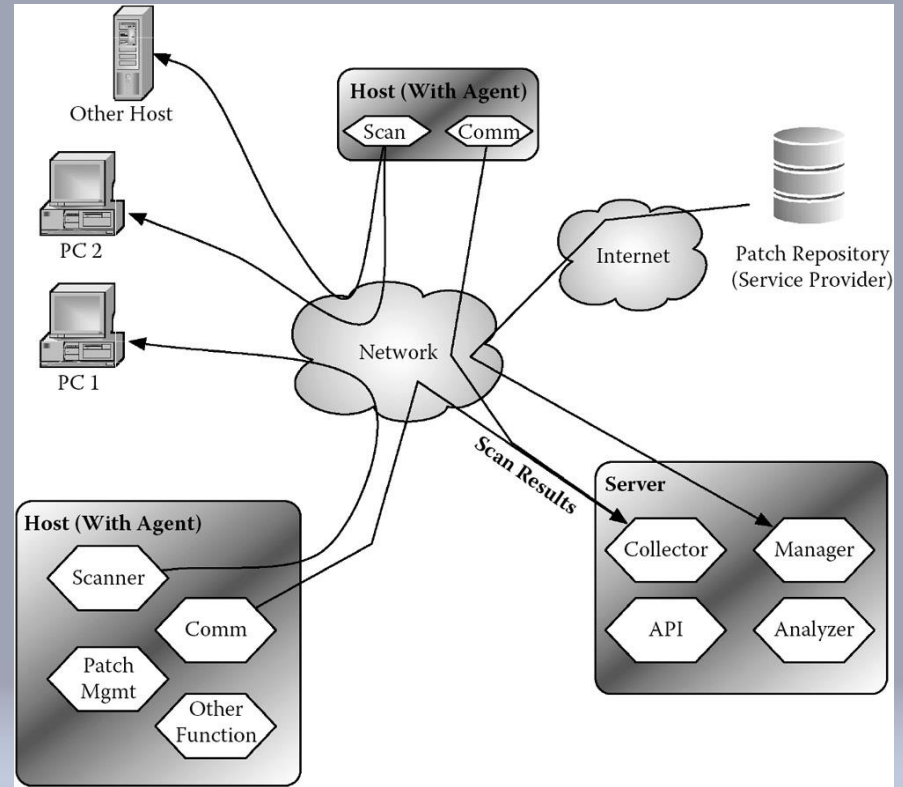 Other Host
Host (With Agent)
Scan
Comm
PC 2
Internet
Patch Repository
(Service Provider)
PC 1
Network
Scan Results
Host (With Agent)
Scanner
Comm
Patch
Mgmt
Other
Function
Server
Collector
Manager
API
Analyzer